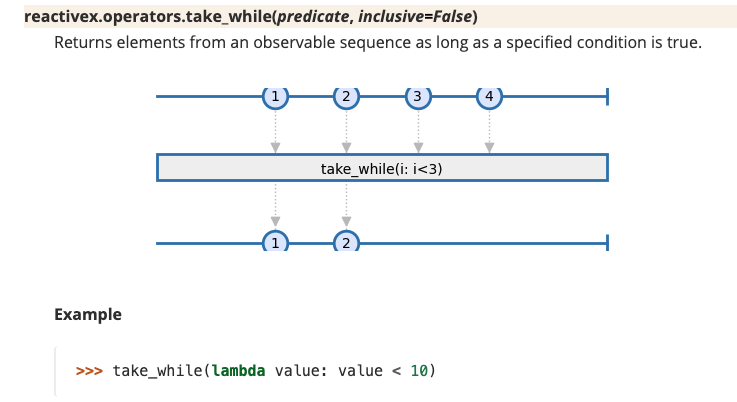 reactivex.operators.take_while(predicate, inclusive=False)
Returns elements from an observable sequence as long as a specified condition is true.
1 2 3 4
take_while(i: i<3)
1 2
Example
>>> take_while(lambda value: value < 10)